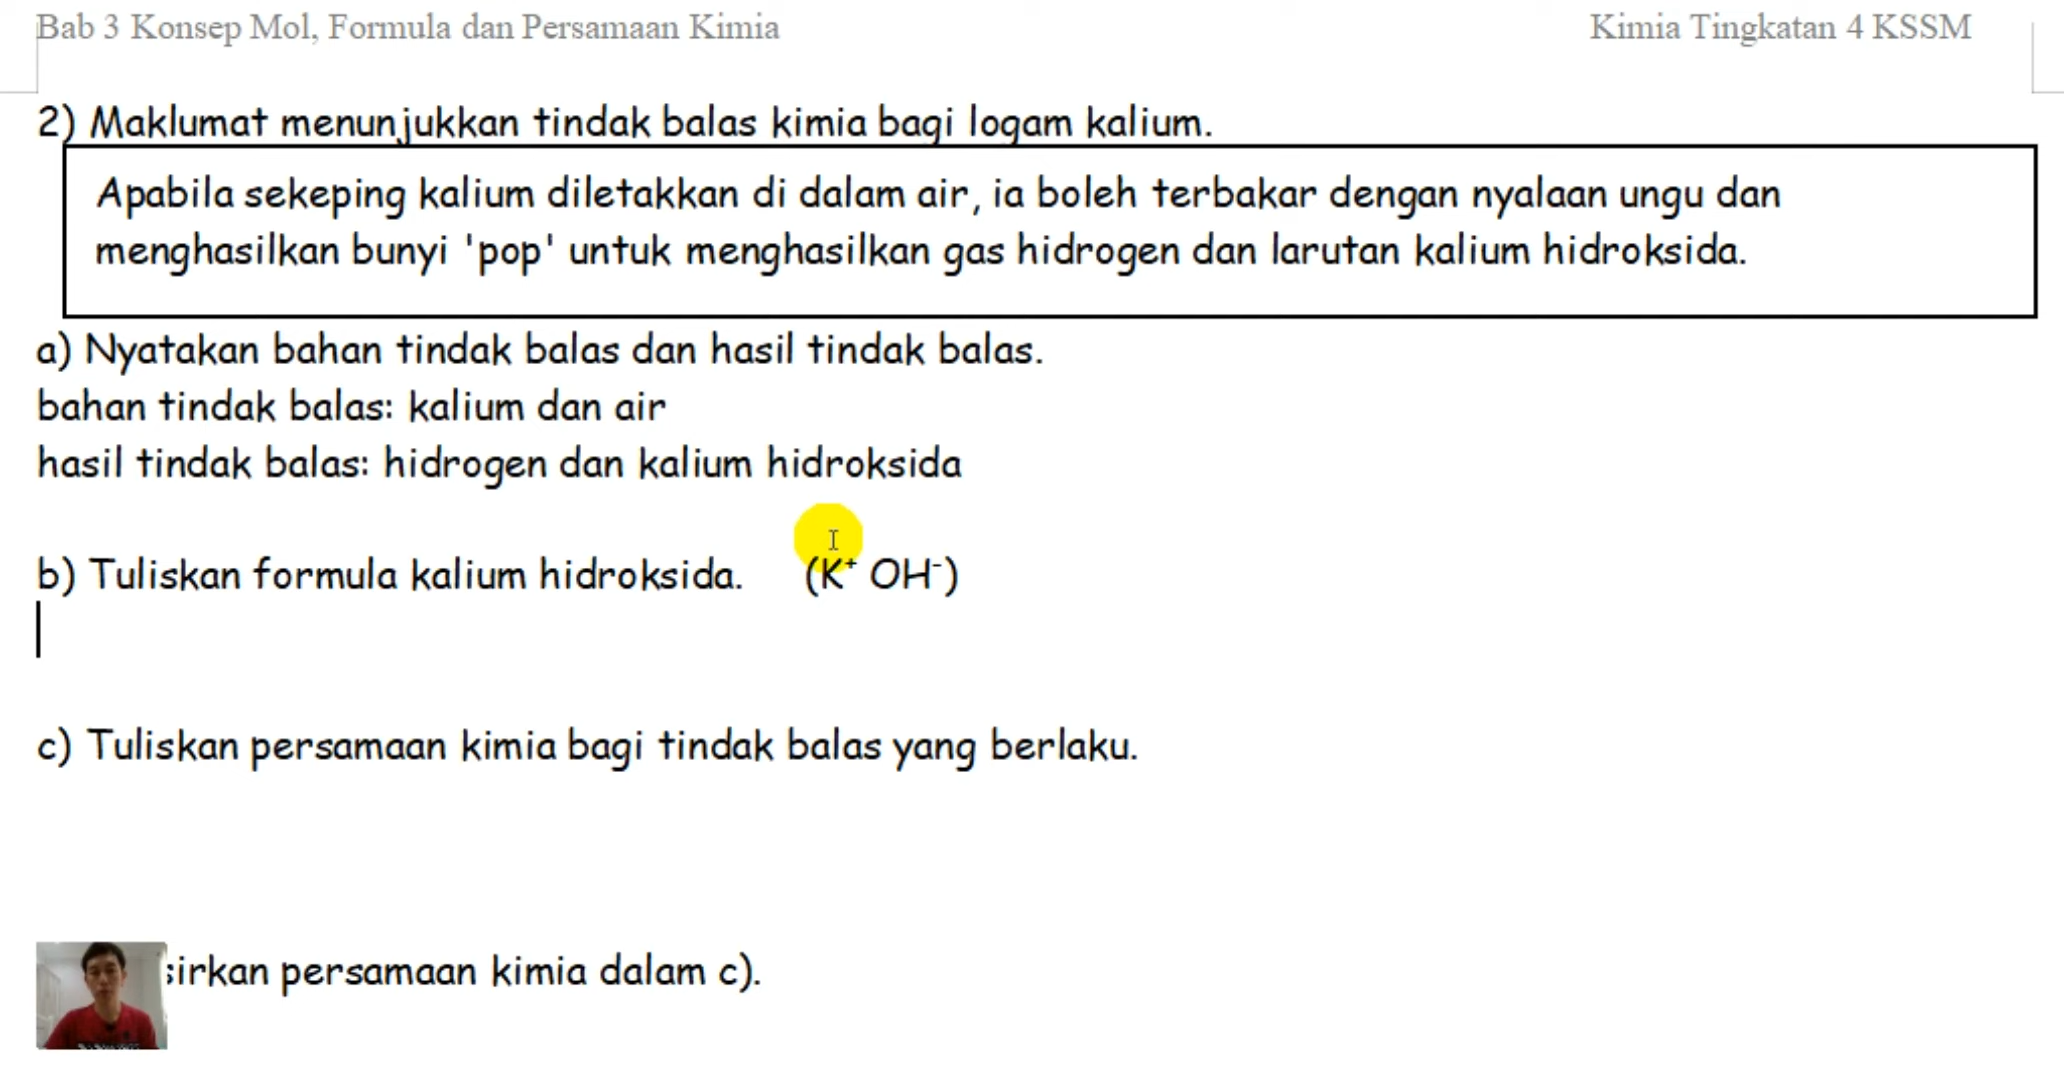 Bab 3 Konsep Mol, Formula dan Persamaan Kimia
Kimia Tingkatan 4 KSSM
2) Maklumat menunjukkan tindak balas kimia bagi logam kalium.
Apabila sekeping kalium diletakkan di dalam air, ia boleh terbakar dengan nyalaan ungu dan
menghasilkan bunyi 'pop' untuk menghasilkan gas hidrogen dan larutan kalium hidroksida.
a) Nyatakan bahan tindak balas dan hasil tindak balas.
bahan tindak balas: kalium dan air
hasil tindak balas: hidrogen dan kalium hidroksida
b) Tuliskan formula kalium hidroksida. (K⁺ OH⁻)
c) Tuliskan persamaan kimia bagi tindak balas yang berlaku.
sirkan persamaan kimia dalam c).